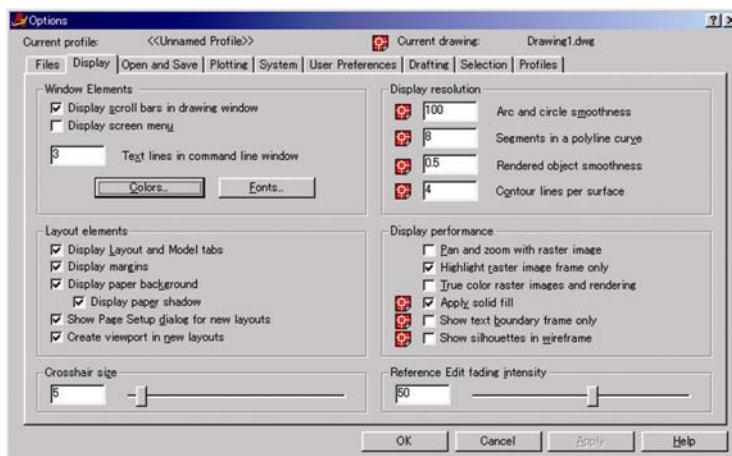 Options
Current profile: <<Unnamed Profile>> Current drawing: Drawing1.dwg
Files Display Open and Save Plotting System User Preferences Drafting Selection Profiles
Window Elements
Display scroll bars in drawing window
Display screen menu
3 Text lines in command line window
Colors... Fonts...
Display resolution
100 Arc and circle smoothness
8 Segments in a polyline curve
0.5 Rendered object smoothness
4 Contour lines per surface
Layout elements
Display Layout and Model tabs
Display margins
Display paper background
Display paper shadow
Show Page Setup dialog for new layouts
Create viewport in new layouts
Display performance
Pan and zoom with raster image
Highlight raster image frame only
True color raster images and rendering
Apply solid fill
Show text boundary frame only
Show silhouettes in wireframe
Crosshair size
5
Reference Edit fading intensity
50
OK Cancel Apply Help